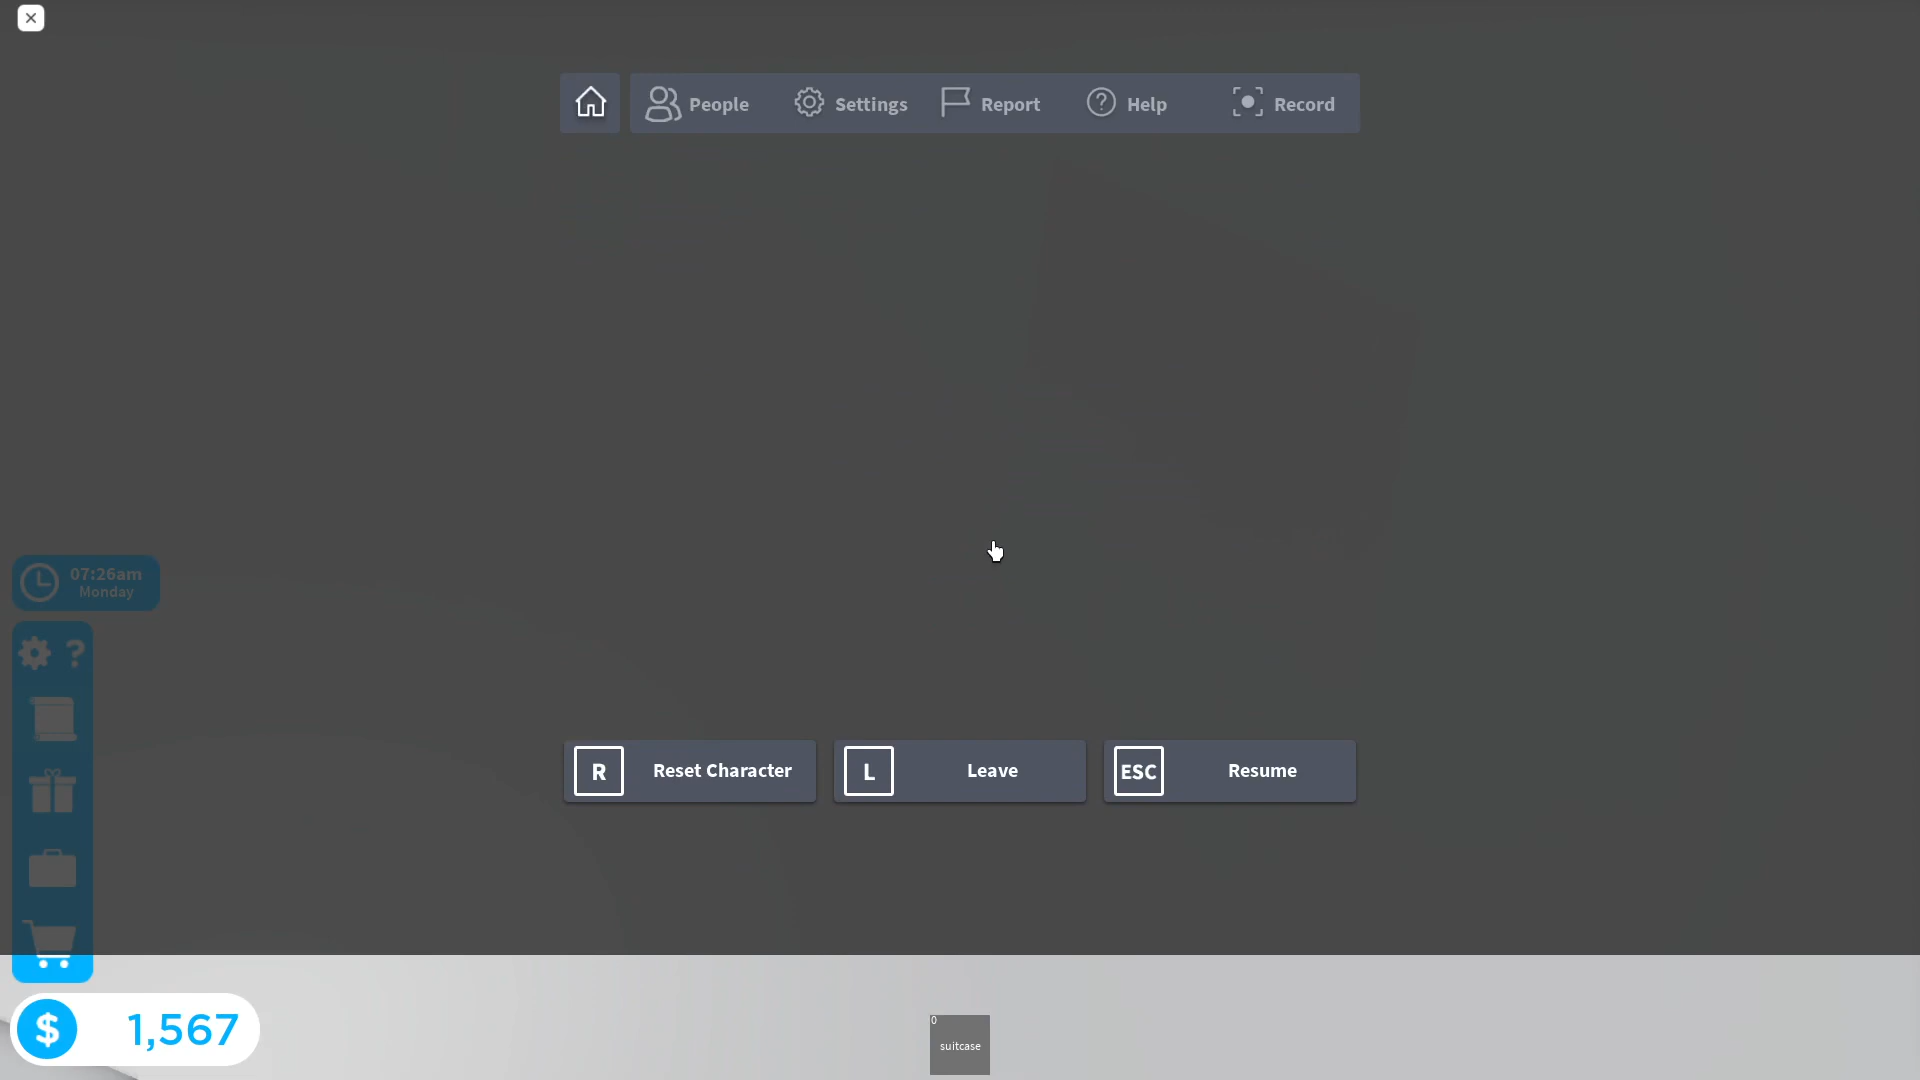 People
Settings
Report
? Help
Record
07:26am
Monday
?
R Reset Character
L Leave
ESC Resume
$ 1,567
0
suitcase